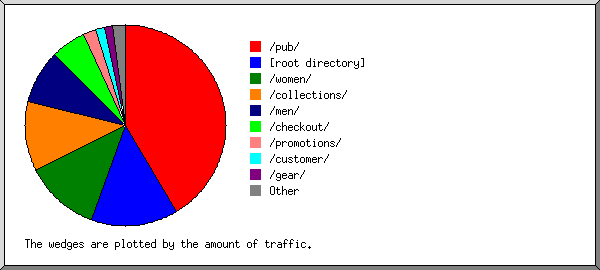 /pub/
[root directory]
/women/
/collections/
/men/
/checkout/
/promotions/
/customer/
/gear/
Other
The wedges are plotted by the amount of traffic.